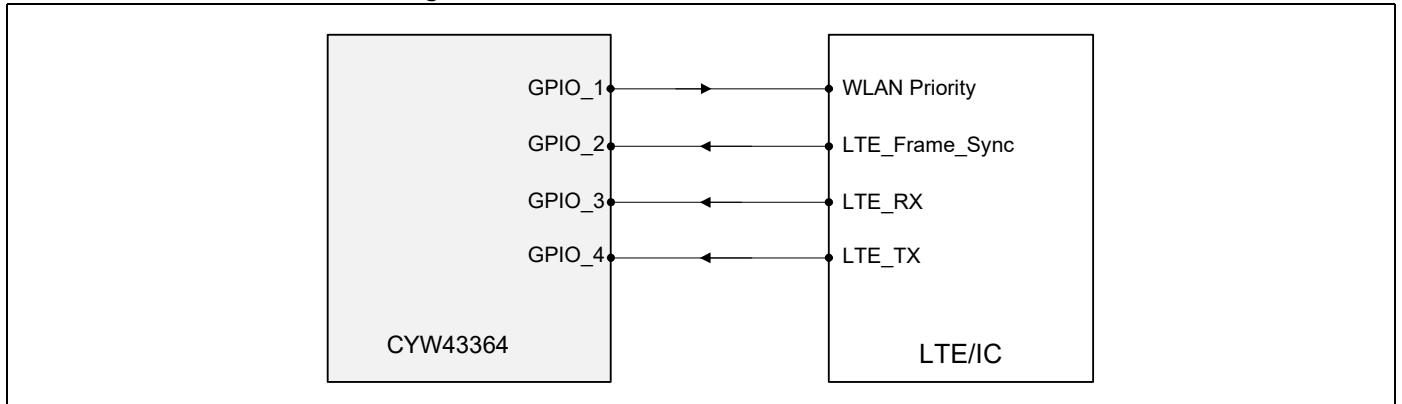 GPIO_1 WLAN Priority
GPIO_2 LTE_Frame_Sync
GPIO_3 LTE_RX
GPIO_4 LTE_TX
CYW43364 LTE/IC